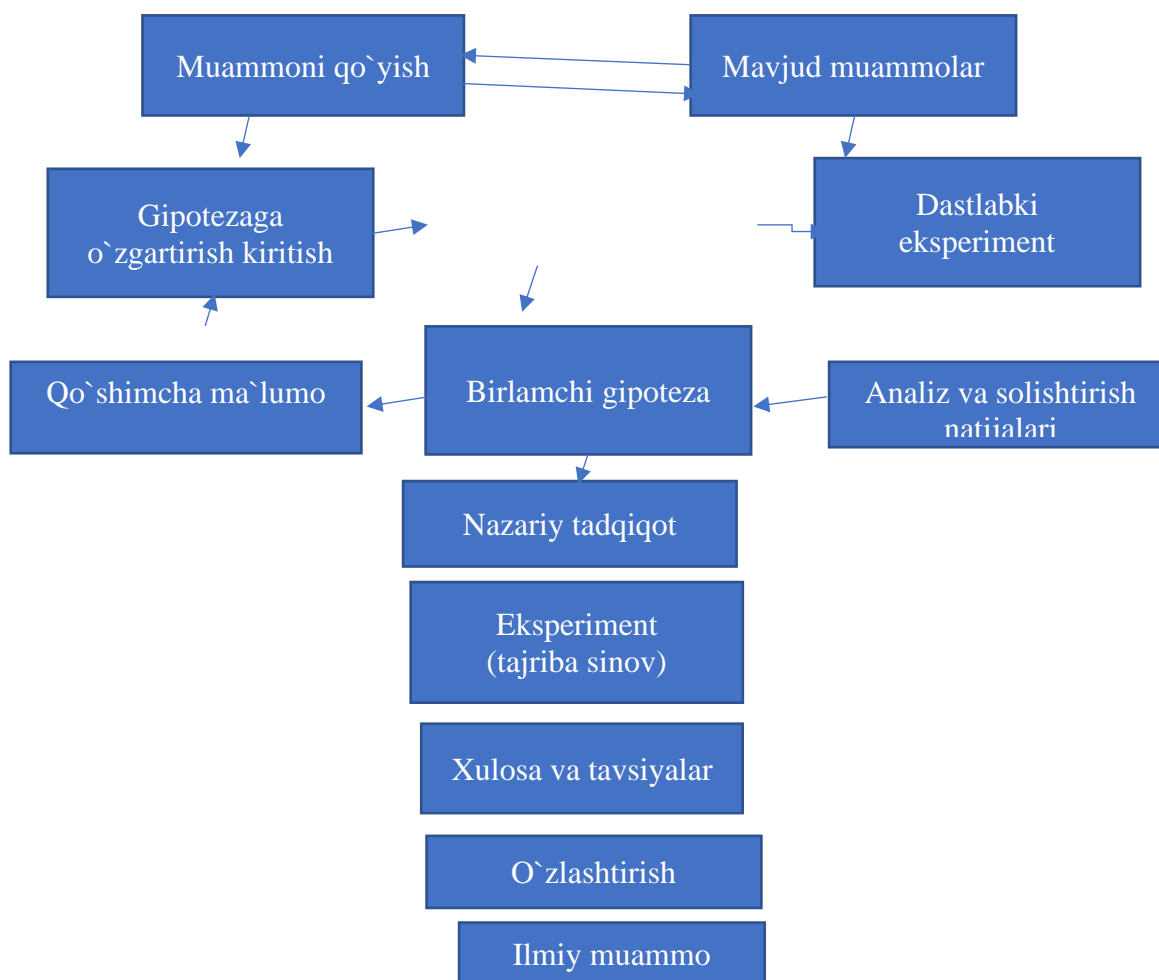 Muammoni qo`yish
Mavjud muammolar
Gipotezaga
o`zgartirish kiritish
Dastlabki
eksperiment
Qo`shimcha ma`lumo
Birlamchi gipoteza
Analiz va solishtirish
natijalari
Nazariy tadqiqot
Eksperiment
(tajriba sinov)
Xulosa va tavsiyalar
O`zlashtirish
Ilmiy muammo